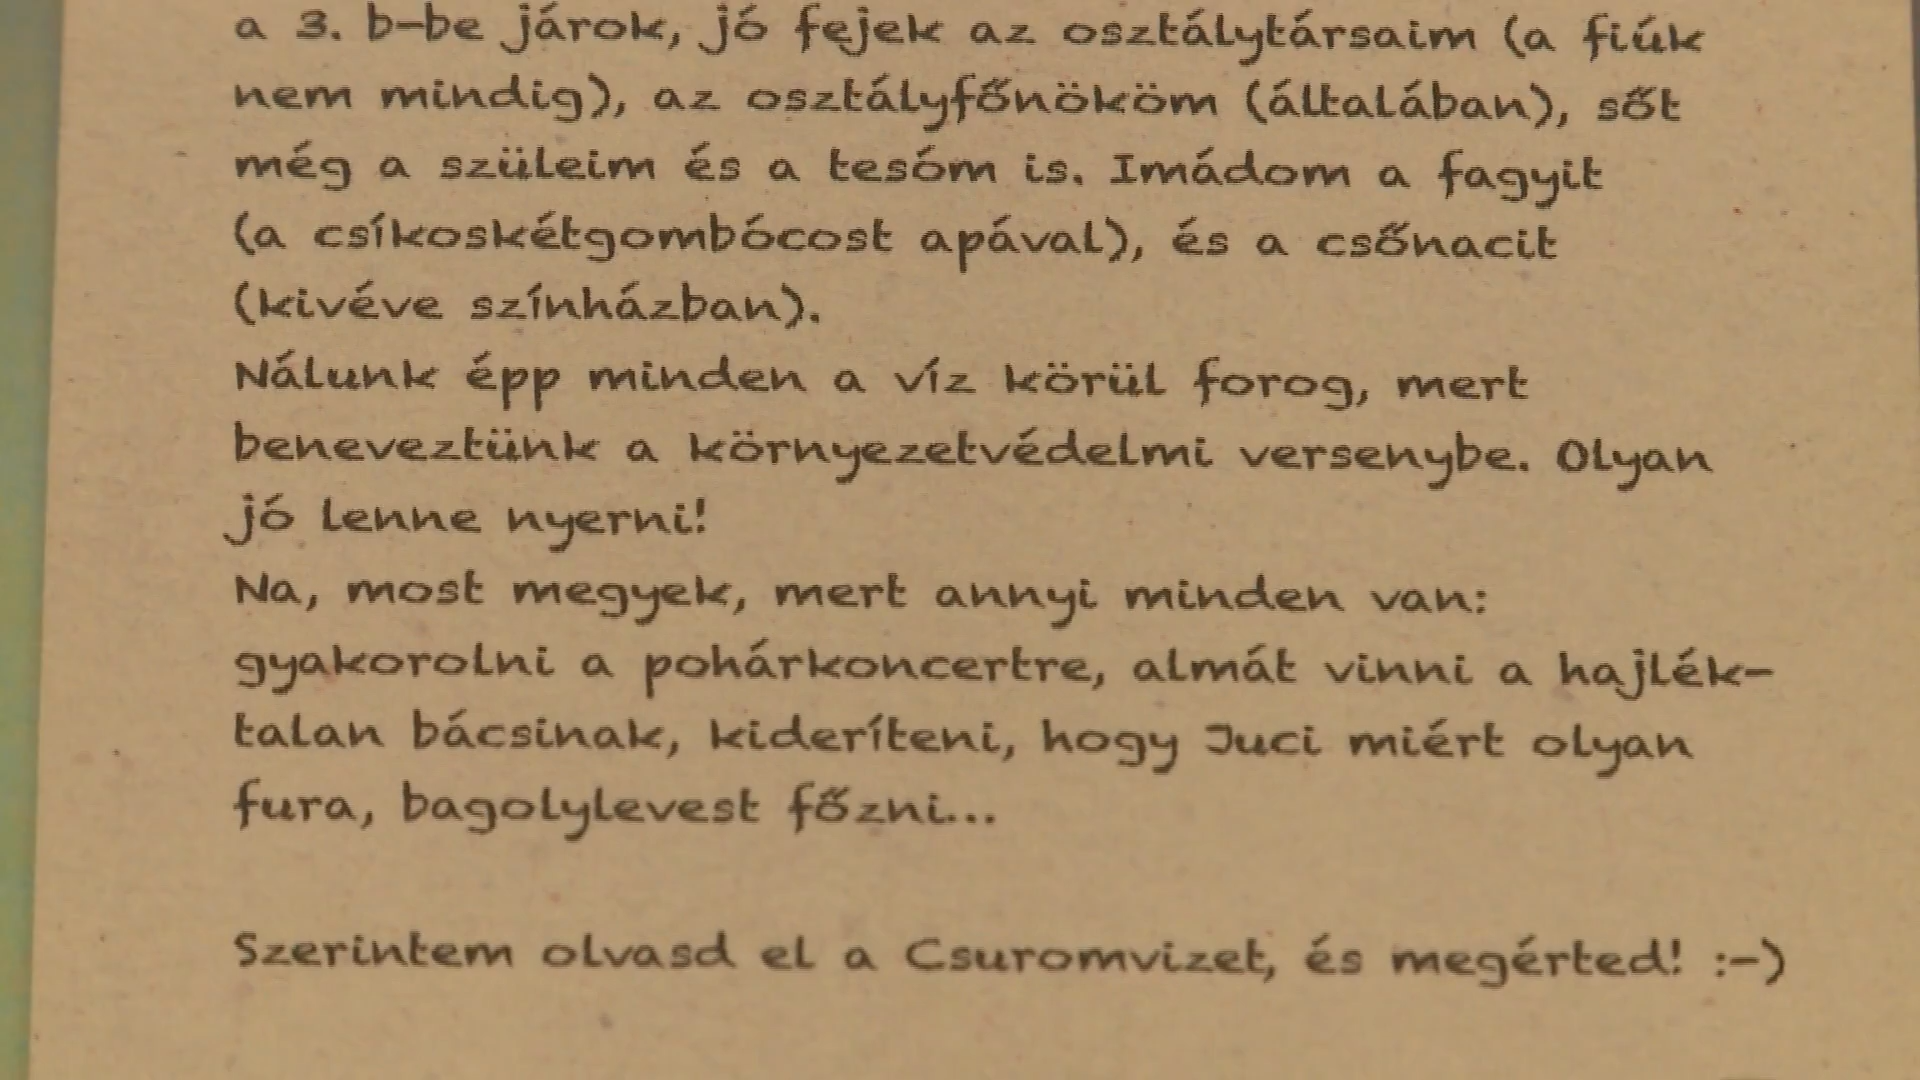 a 3. b-be járok, jó fejek az osztálytársaim (a fiúk
nem mindig), az osztályfőnököm (általában), sőt
még a szüleim és a tesóm is. Imádom a fagyit
(a csíkoskétgombócost apával), és a csőnacit
(kivéve színházban).
Nálunk épp minden a víz körül forog, mert
beneveztünk a környezetvédelmi versenybe. Olyan
jó lenne nyerni!
Na, most megyek, mert annyi minden van:
gyakorolni a pohárkoncertre, almát vinni a hajlék-
talan bácsinak, kideríteni, hogy Juci miért olyan
fura, bagolylevest főzni...
Szerintem olvasd el a Csuromvizet, és megérted! :-)